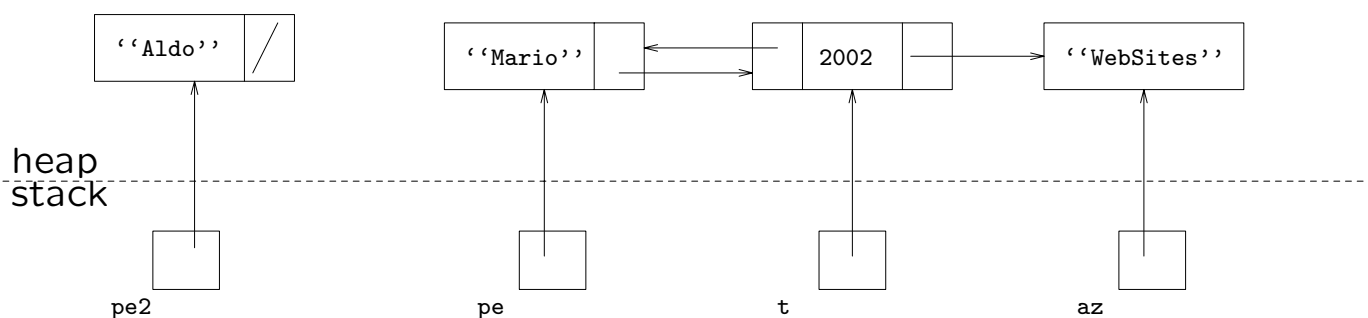 ‘‘Aldo’’ ‘‘Mario’’ 2002 ‘‘WebSites’’
heap
stack
pe2 pe t az